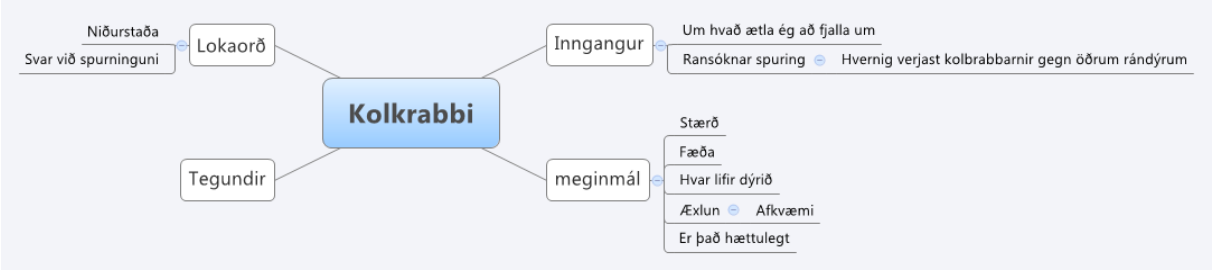 Kolkrabbi
Inngangur
Um hvað ætla ég að fjalla um
Ransóknar spuring
Hvernig verjast kolbrabbarnir gegn öðrum rándýrum
meginmál
Stærð
Fæða
Hvar lifir dýrið
Æxlun
Afkvæmi
Er það hættulegt
Tegundir
Lokaorð
Niðurstaða
Svar við spurninguni